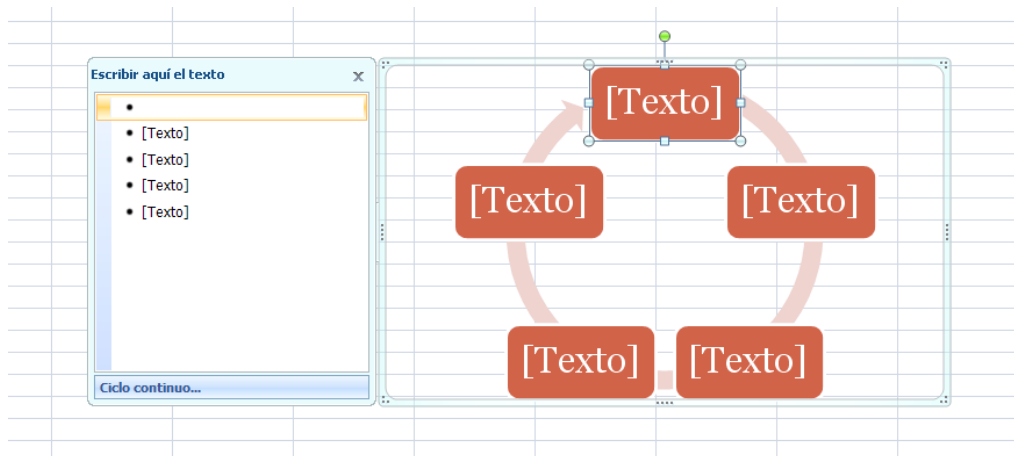 Escribir aquí el texto x
• 
• [Texto]
• [Texto]
• [Texto]
• [Texto]
Ciclo continuo...
[Texto]
[Texto] [Texto]
[Texto] [Texto]